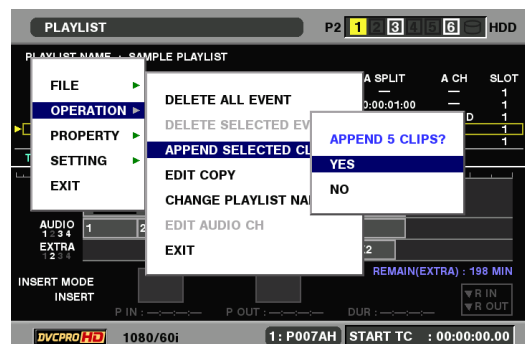 PLAYLIST P2 1 2 3 4 5 6 HDD
PLAYLIST NAME : SAMPLE PLAYLIST
A SPLIT A CH SLOT
— — 1
0:00:01:00 — 1
D 1
1
1
FILE
OPERATION
PROPERTY
SETTING
EXIT
DELETE ALL EVENT
DELETE SELECTED EV
APPEND SELECTED CL
EDIT COPY
CHANGE PLAYLIST NA
EDIT AUDIO CH
EXIT
APPEND 5 CLIPS?
YES
NO
AUDIO 1 2
1 2 3 4
EXTRA
1 2 3 4
REMAIN(EXTRA) : 198 MIN
INSERT MODE
INSERT
▼R IN
▼R OUT
P IN : —:—:—:— P OUT : —:—:—:— DUR : —:—:—:—
DVCPRO HD 1080/60i 1: P007AH START TC : 00:00:00.00